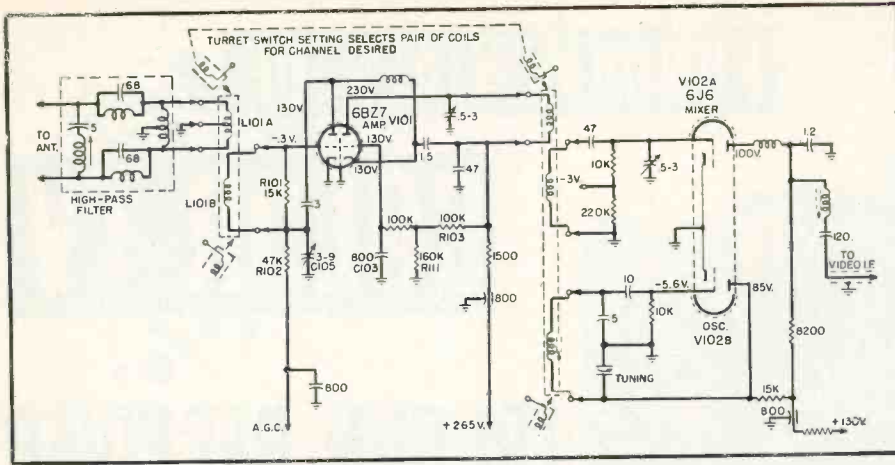 TURRET SWITCH SETTING SELECTS PAIR OF COILS
FOR CHANNEL DESIRED
68
5
TO
ANT.
68
HIGH-PASS
FILTER
L101A
L101B
-3V.
130V.
230V.
6BZ7
AMP.
V101
130V.
130V.
R101
15K
3
47K
R102
3-9
C105
800
C103
100K
160K
R111
100K
R103
1.5
47
.5-3
1500
800
800
A.G.C.
+265V.
47
10K
-3V
220K
.5-3
V102A
6J6
MIXER
100V.
1.2
120.
TO
VIDEO I.F.
10
-5.6V.
5
10K
TUNING
OSC.
V102B
85V.
8200
15K
800
+130V.